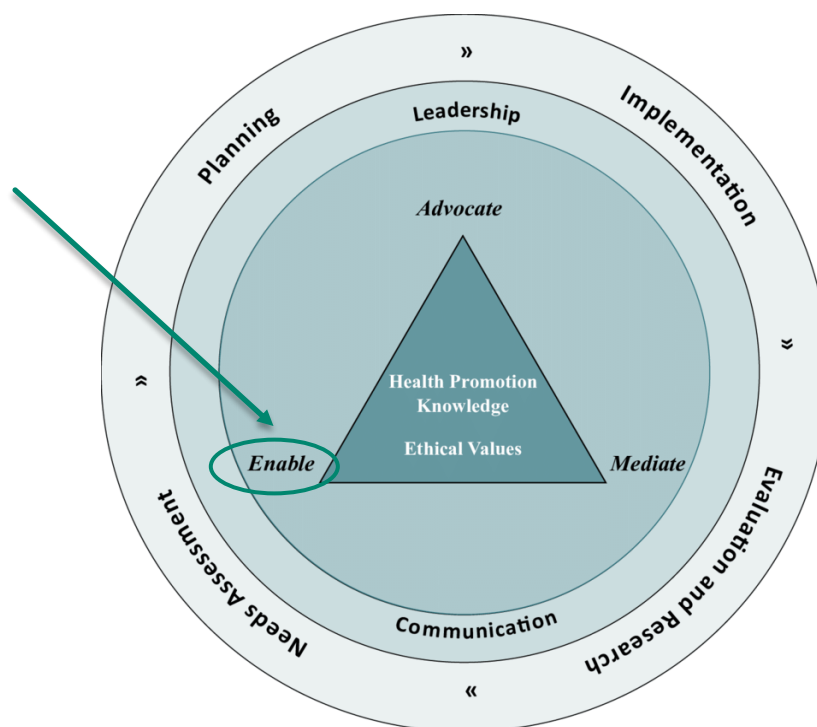 »
Planning
Implementation
Leadership
Advocate
Health Promotion
Knowledge
Ethical Values
»
»
Enable
Mediate
Needs Assessment
Evaluation and Research
Communication
»